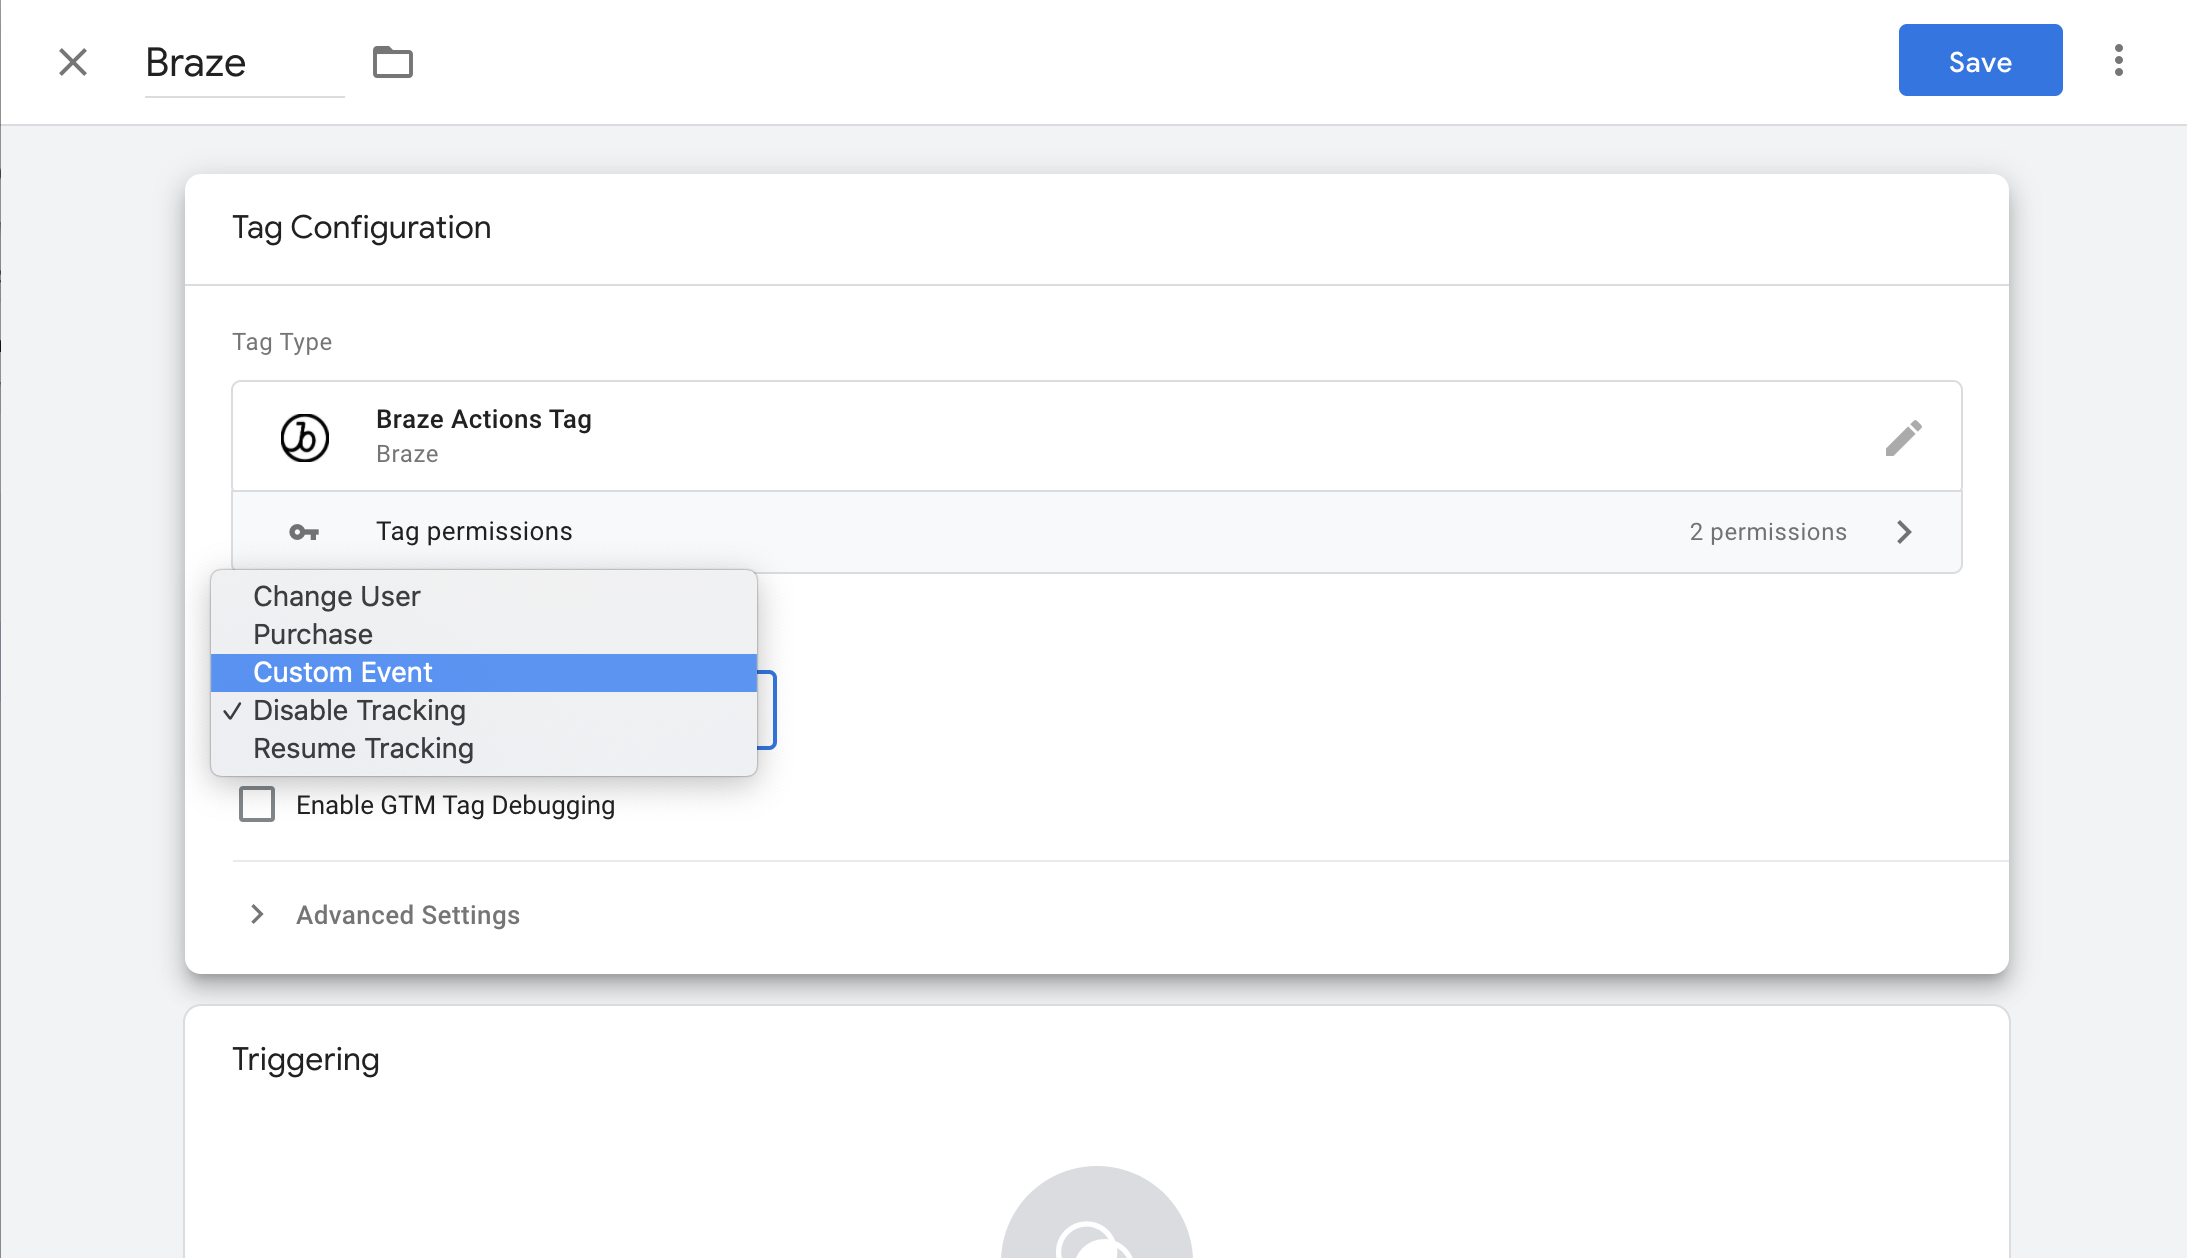 Braze
Save
Tag Configuration
Tag Type
Braze Actions Tag
Braze
Tag permissions
2 permissions
Change User
Purchase
Custom Event
✓ Disable Tracking
Resume Tracking
Enable GTM Tag Debugging
Advanced Settings
Triggering